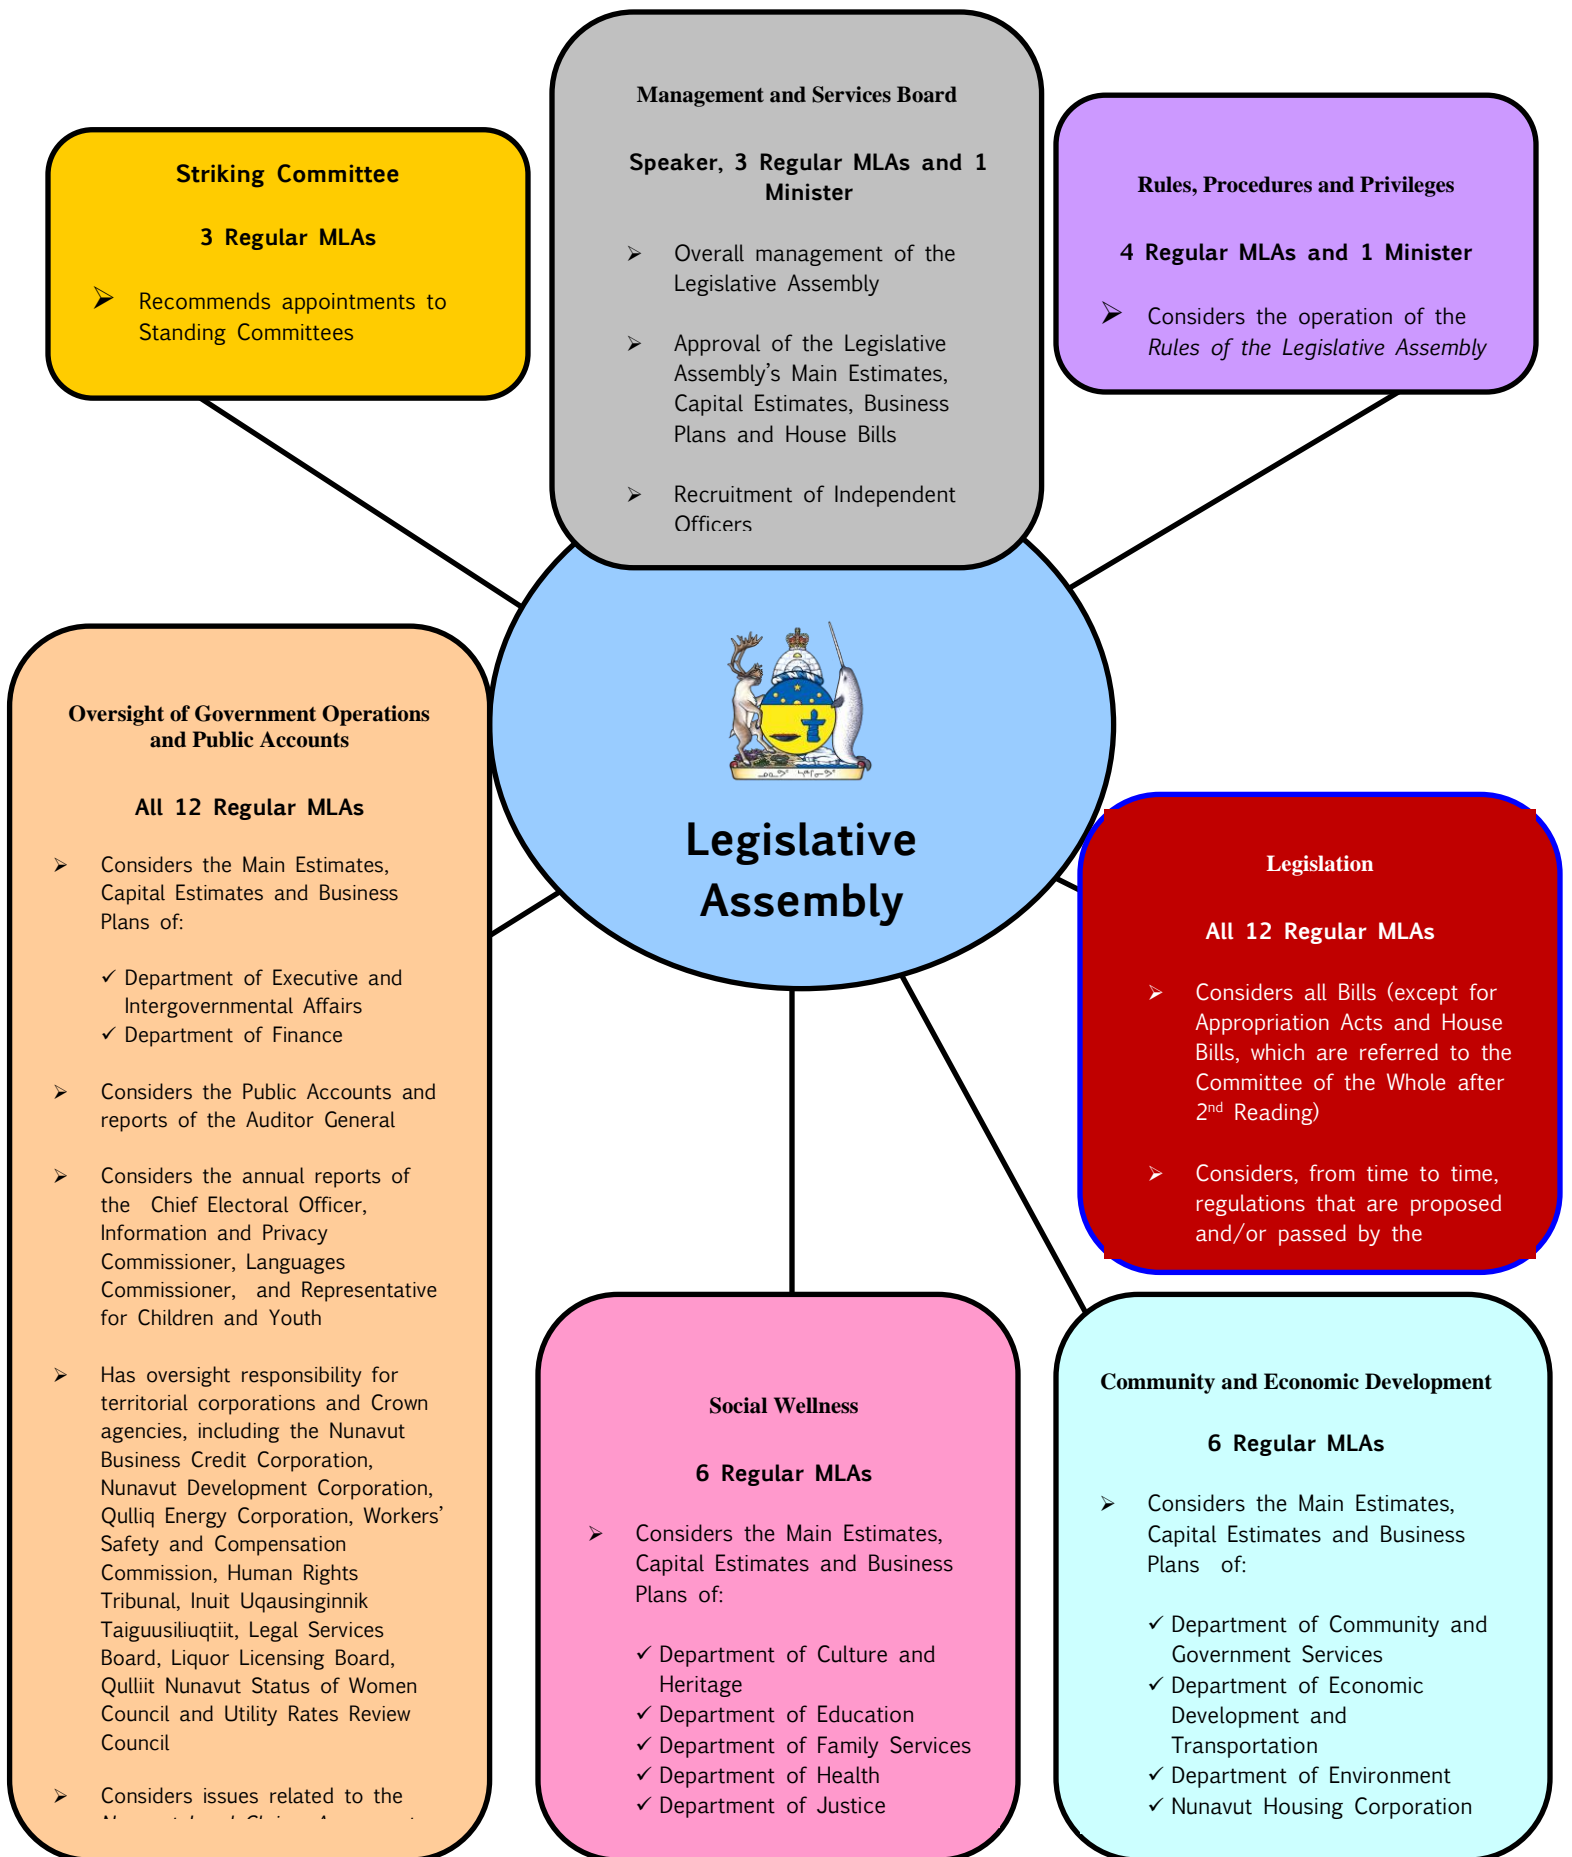 Management and Services Board
Speaker, 3 Regular MLAs and 1
Minister
➢ Overall management of the
Legislative Assembly
➢ Approval of the Legislative
Assembly's Main Estimates,
Capital Estimates, Business
Plans and House Bills
➢ Recruitment of Independent
Officers
Striking Committee
3 Regular MLAs
➢ Recommends appointments to
Standing Committees
Rules, Procedures and Privileges
4 Regular MLAs and 1 Minister
➢ Considers the operation of the
Rules of the Legislative Assembly
Legislative
Assembly
Oversight of Government Operations
and Public Accounts
All 12 Regular MLAs
➢ Considers the Main Estimates,
Capital Estimates and Business
Plans of:
✓ Department of Executive and
Intergovernmental Affairs
✓ Department of Finance
➢ Considers the Public Accounts and
reports of the Auditor General
➢ Considers the annual reports of
the Chief Electoral Officer,
Information and Privacy
Commissioner, Languages
Commissioner, and Representative
for Children and Youth
➢ Has oversight responsibility for
territorial corporations and Crown
agencies, including the Nunavut
Business Credit Corporation,
Nunavut Development Corporation,
Qulliq Energy Corporation, Workers'
Safety and Compensation
Commission, Human Rights
Tribunal, Inuit Uqausinginnik
Taiguusiliuqtiit, Legal Services
Board, Liquor Licensing Board,
Qulliit Nunavut Status of Women
Council and Utility Rates Review
Council
➢ Considers issues related to the
Legislation
All 12 Regular MLAs
➢ Considers all Bills (except for
Appropriation Acts and House
Bills, which are referred to the
Committee of the Whole after
2nd Reading)
➢ Considers, from time to time,
regulations that are proposed
and/or passed by the
Social Wellness
6 Regular MLAs
➢ Considers the Main Estimates,
Capital Estimates and Business
Plans of:
✓ Department of Culture and
Heritage
✓ Department of Education
✓ Department of Family Services
✓ Department of Health
✓ Department of Justice
Community and Economic Development
6 Regular MLAs
➢ Considers the Main Estimates,
Capital Estimates and Business
Plans of:
✓ Department of Community and
Government Services
✓ Department of Economic
Development and
Transportation
✓ Department of Environment
✓ Nunavut Housing Corporation